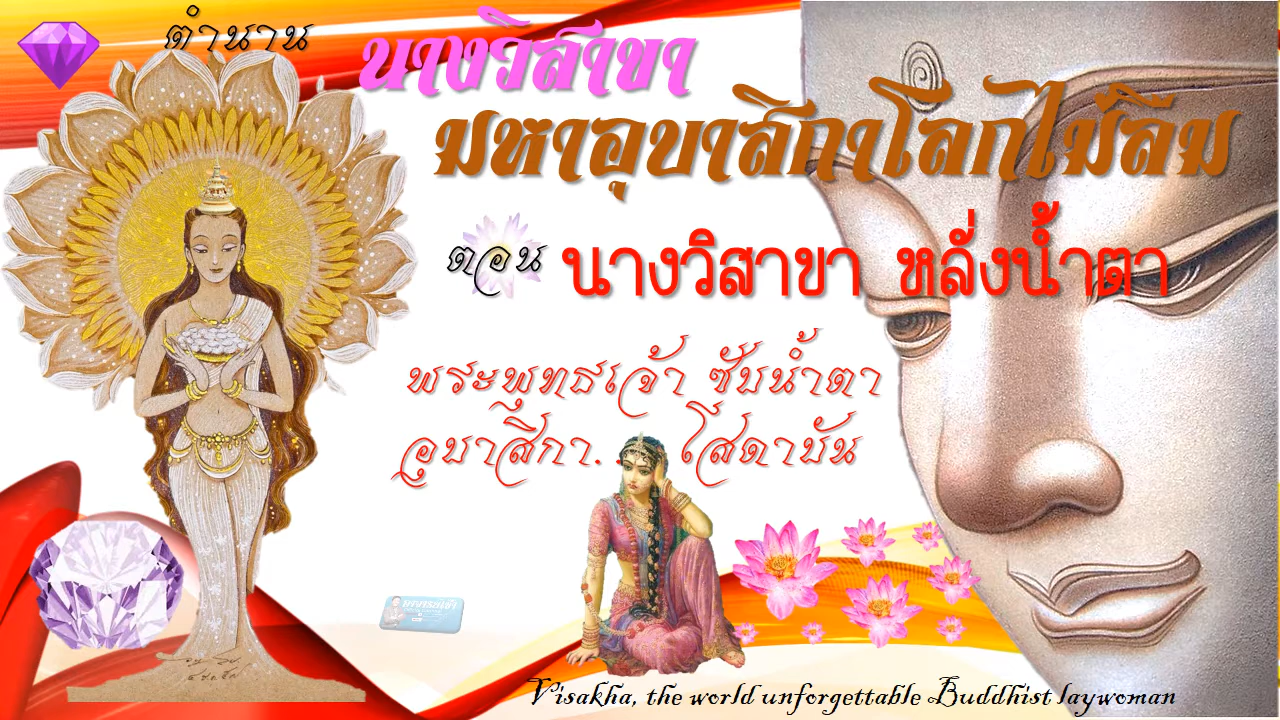 ตำนาน นางวิสาขา
มหาอุบาสิกาโลกไม่ลืม
ตอน นางวิสาขา หลั่งน้ำตา
พระพุทธเจ้า ซับน้ำตา
อุบาสิกา... โสดาบัน
Visakha, the world unforgettable Buddhist laywoman